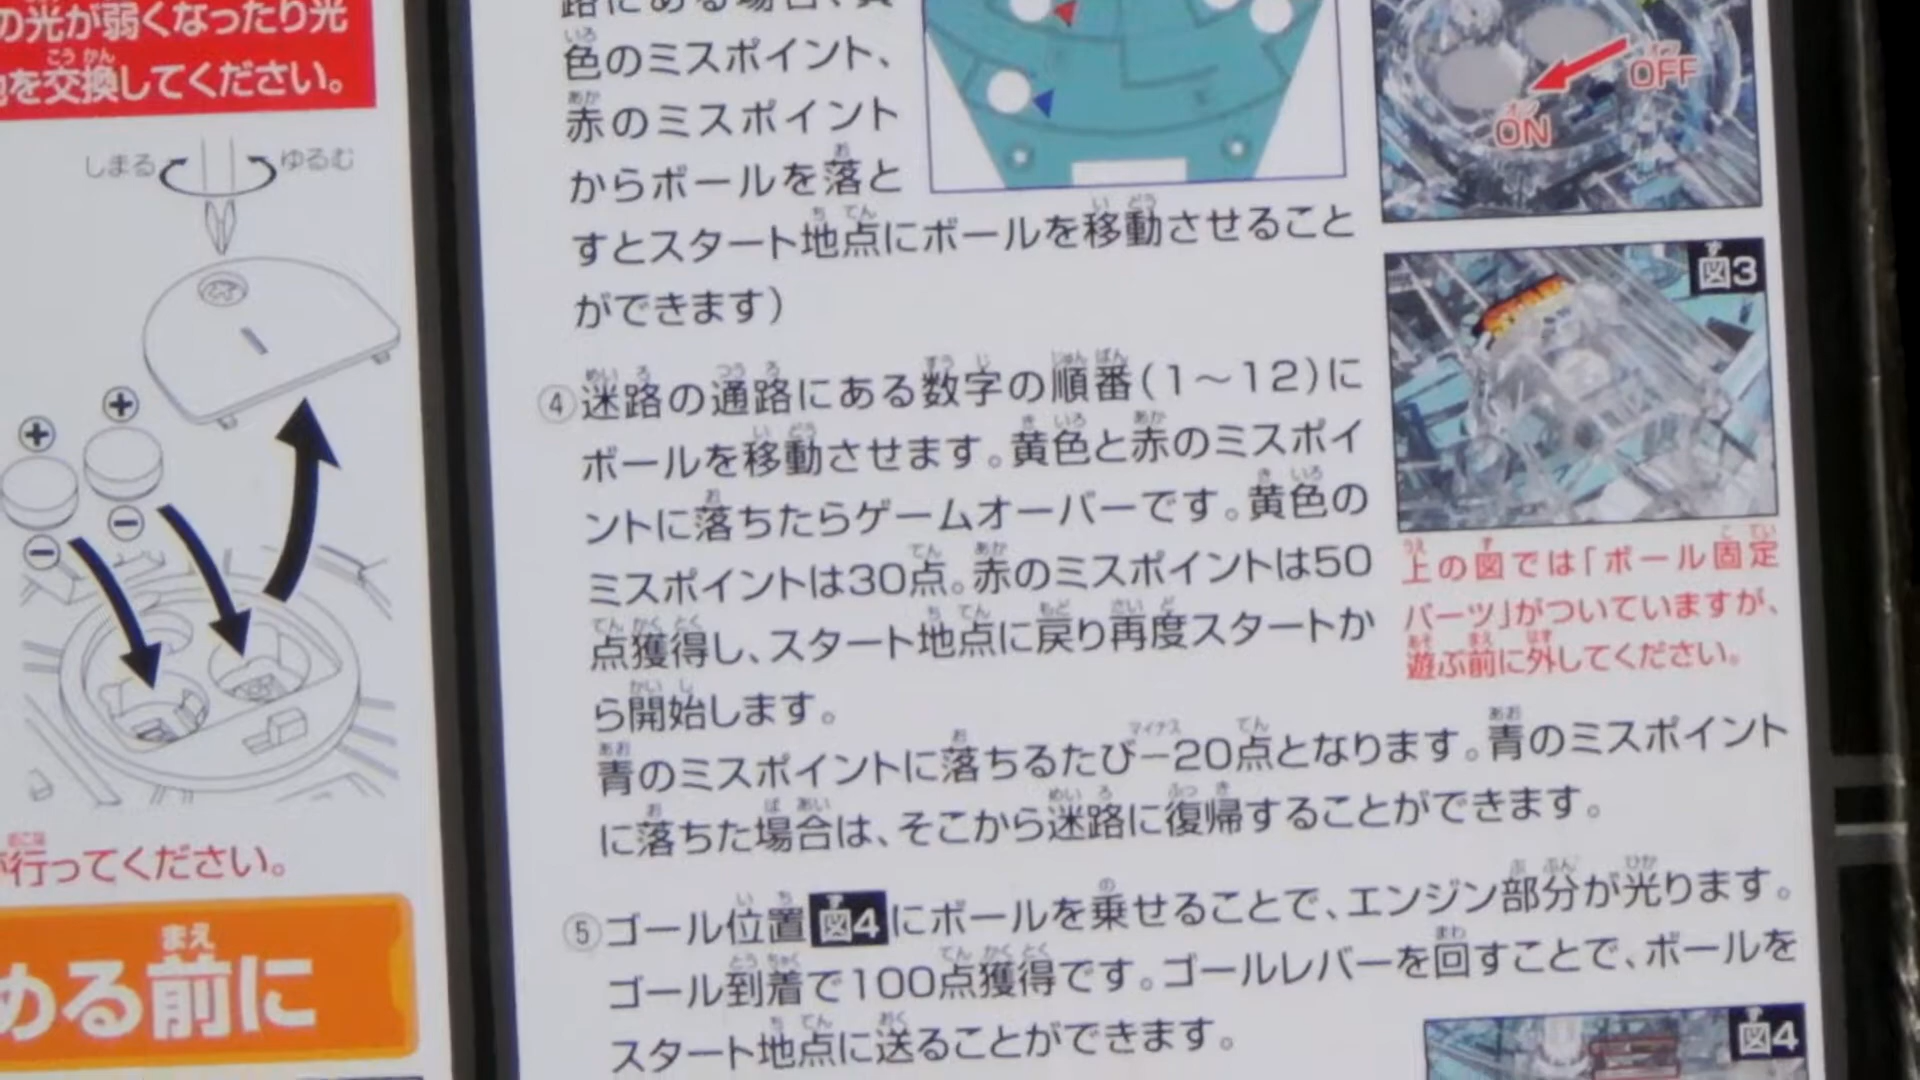 の光が弱くなったり光
を交換してください。
しまる
ゆるむ
＋
＋
－
－
行ってください。
める前に
色のミスポイント、
赤のミスポイント
からボールを落と
すとスタート地点にボールを移動させること
ができます）
④迷路の通路にある数字の順番(1～12)に
ボールを移動させます。黄色と赤のミスポイ
ントに落ちたらゲームオーバーです。黄色の
ミスポイントは30点。赤のミスポイントは50
点獲得し、スタート地点に戻り再度スタートか
ら開始します。
青のミスポイントに落ちるたび－20点となります。青のミスポイント
に落ちた場合は、そこから迷路に復帰することができます。
⑤ゴール位置図4にボールを乗せることで、エンジン部分が光ります。
ゴール到着で100点獲得です。ゴールレバーを回すことで、ボールを
スタート地点に送ることができます。
OFF
ON
図3
上の図では「ボール固定
パーツ」がついていますが、
遊ぶ前に外してください。
図4